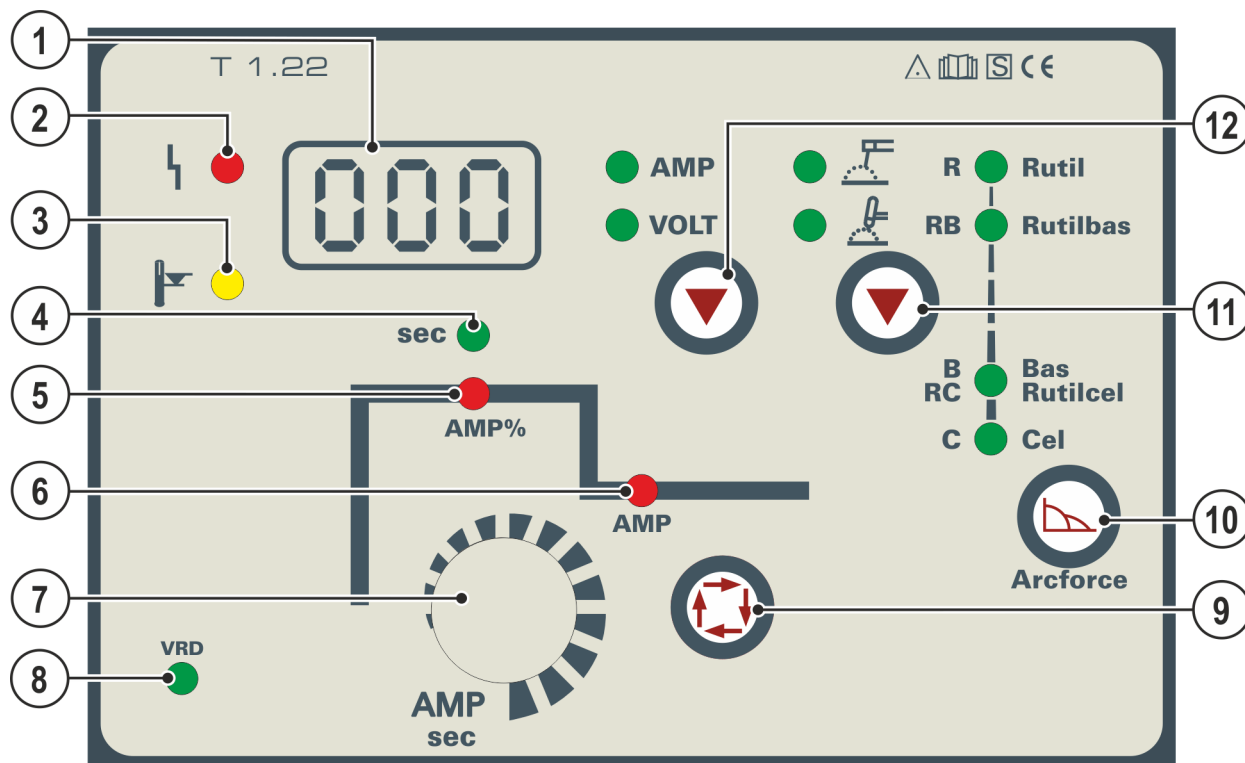 T 1.22
S CE
1
2
3
4
5
6
7
8
000
sec
AMP%
AMP
AMP
sec
VRD
AMP
VOLT
R Rutil
RB Rutilbas
B Bas
RC Rutilcel
C Cel
Arcforce
12
11
10
9